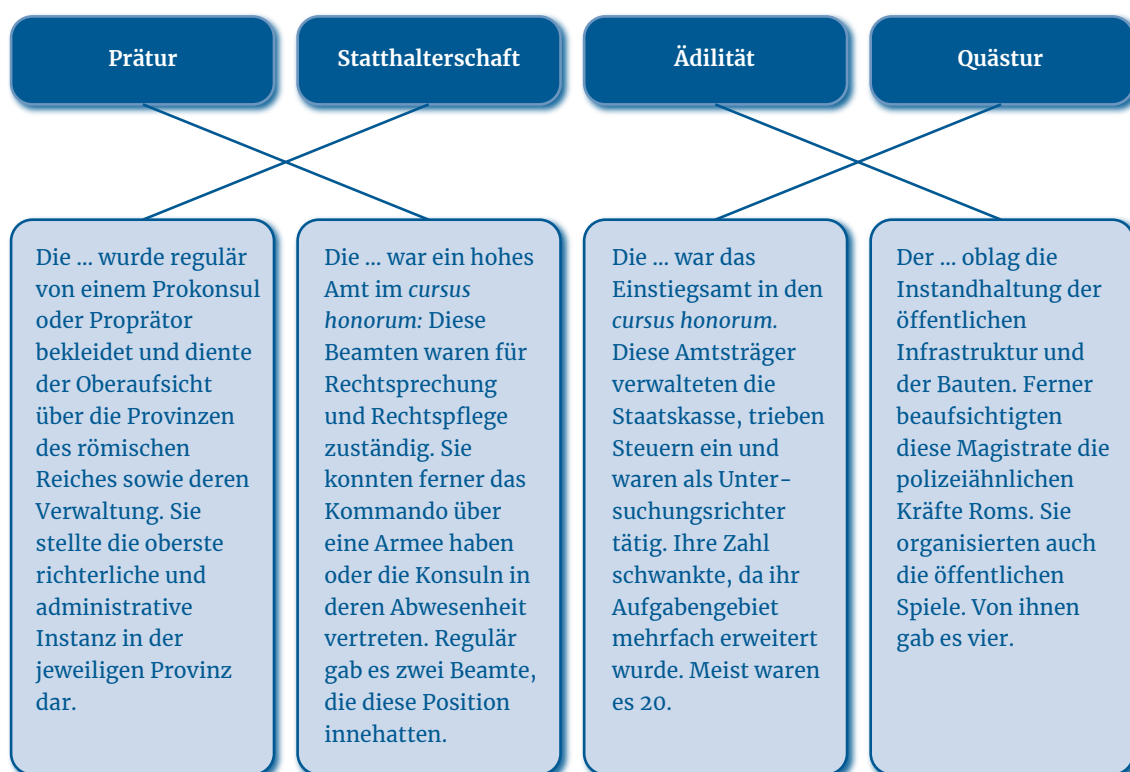 Prätur
Statthalterschaft
Ädilität
Quästur
Die ... wurde regulär
von einem Prokonsul
oder Proprätor
bekleidet und diente
der Oberaufsicht
über die Provinzen
des römischen
Reiches sowie deren
Verwaltung. Sie
stellte die oberste
richterliche und
administrative
Instanz in der
jeweiligen Provinz
dar.
Die ... war ein hohes
Amt im cursus
honorum: Diese
Beamten waren für
Rechtsprechung
und Rechtspflege
zuständig. Sie
konnten ferner das
Kommando über
eine Armee haben
oder die Konsuln in
deren Abwesenheit
vertreten. Regulär
gab es zwei Beamte,
die diese Position
innehatten.
Die ... war das
Einstiegsamt in den
cursus honorum.
Diese Amtsträger
verwalteten die
Staatskasse, trieben
Steuern ein und
waren als Unter-
suchungsrichter
tätig. Ihre Zahl
schwankte, da ihr
Aufgabengebiet
mehrfach erweitert
wurde. Meist waren
es 20.
Der ... oblag die
Instandhaltung der
öffentlichen
Infrastruktur und
der Bauten. Ferner
beaufsichtigten
diese Magistrate die
polizeiähnlichen
Kräfte Roms. Sie
organisierten auch
die öffentlichen
Spiele. Von ihnen
gab es vier.